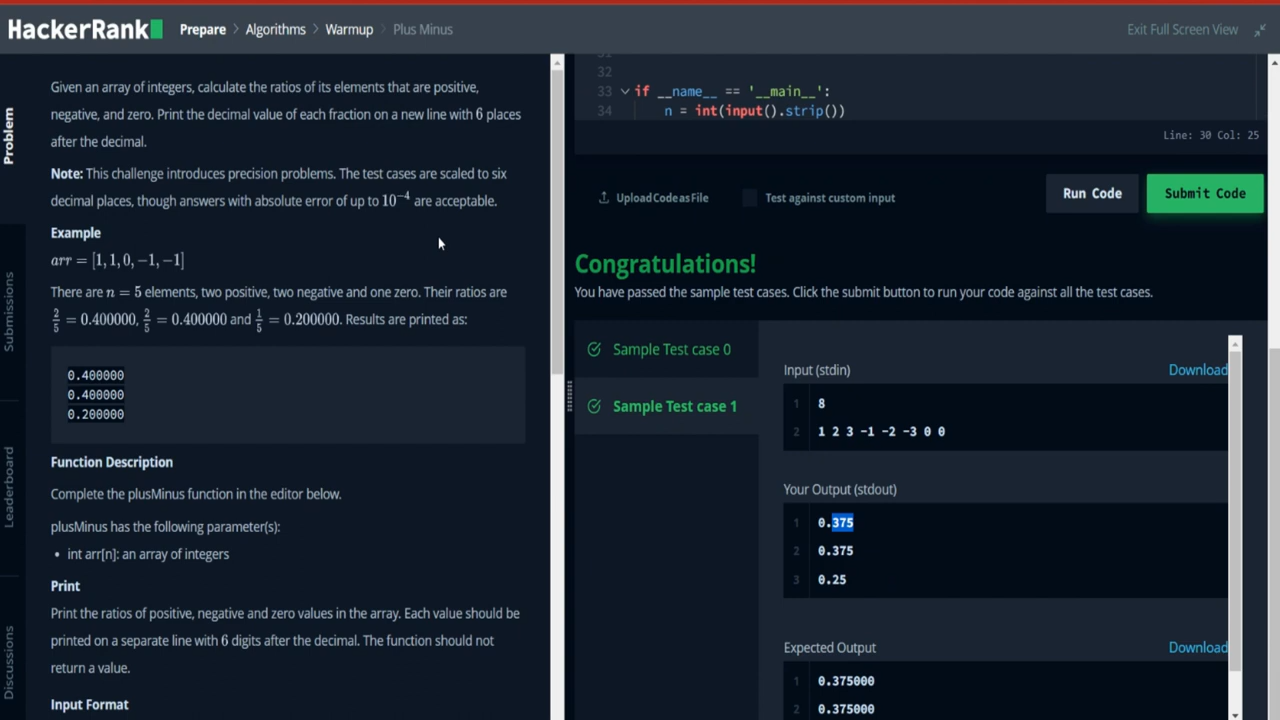 HackerRank Prepare > Algorithms > Warmup > Plus Minus
Exit Full Screen View
Problem
Submissions
Leaderboard
Discussions
Given an array of integers, calculate the ratios of its elements that are positive,
negative, and zero. Print the decimal value of each fraction on a new line with 6 places
after the decimal.
Note: This challenge introduces precision problems. The test cases are scaled to six
decimal places, though answers with absolute error of up to 10⁻⁴ are acceptable.
Example
arr = [1, 1, 0, −1, −1]
There are n = 5 elements, two positive, two negative and one zero. Their ratios are
2/5 = 0.400000, 2/5 = 0.400000 and 1/5 = 0.200000. Results are printed as:
0.400000
0.400000
0.200000
Function Description
Complete the plusMinus function in the editor below.
plusMinus has the following parameter(s):
• int arr[n]: an array of integers
Print
Print the ratios of positive, negative and zero values in the array. Each value should be
printed on a separate line with 6 digits after the decimal. The function should not
return a value.
Input Format
31
32
33 if __name__ == '__main__':
34 n = int(input().strip())
Line: 30 Col: 25
Upload Code as File
Test against custom input
Run Code
Submit Code
Congratulations!
You have passed the sample test cases. Click the submit button to run your code against all the test cases.
Sample Test case 0
Sample Test case 1
Input (stdin)
Download
1 8
2 1 2 3 -1 -2 -3 0 0
Your Output (stdout)
1 0.375
2 0.375
3 0.25
Expected Output
Download
1 0.375000
2 0.375000